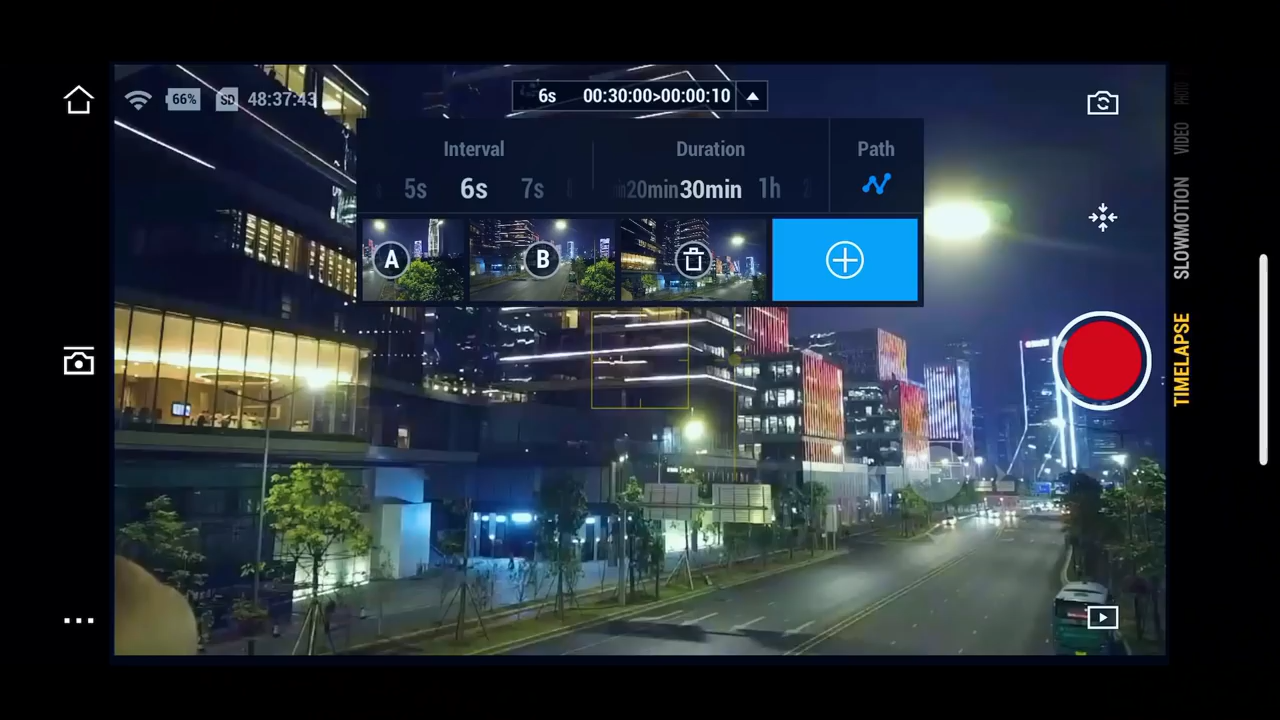 66%
SD
48:37:43
6s 00:30:00>00:00:10
Interval
5s 6s 7s
Duration
20min 30min 1h
Path
A
B
PHOTO
VIDEO
SLOWMOTION
TIMELAPSE